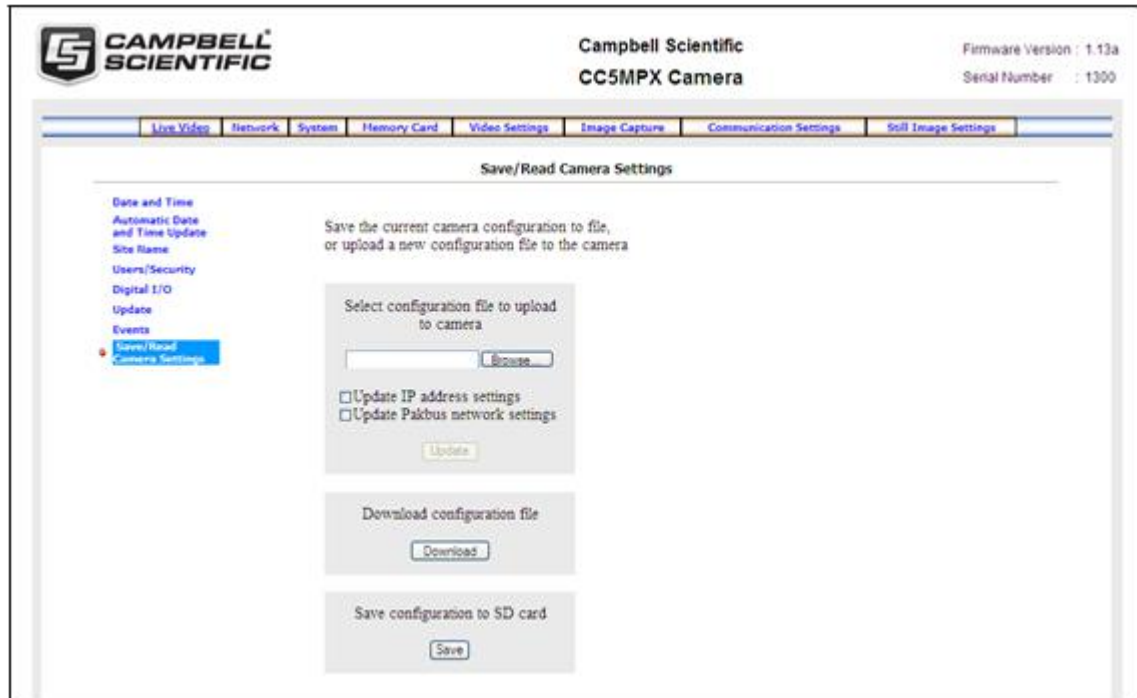 CAMPBELL
SCIENTIFIC
Campbell Scientific
CC5MPX Camera
Firmware Version : 1.13a
Serial Number : 1300
Live Video Network System Memory Card Video Settings Image Capture Communication Settings Still Image Settings
Save/Read Camera Settings
Date and Time
Automatic Date
and Time Update
Site Name
Users/Security
Digital I/O
Update
Events
Save/Read
Camera Settings
Save the current camera configuration to file,
or upload a new configuration file to the camera
Select configuration file to upload
to camera
Browse...
Update IP address settings
Update Pakbus network settings
Update
Download configuration file
Download
Save configuration to SD card
Save